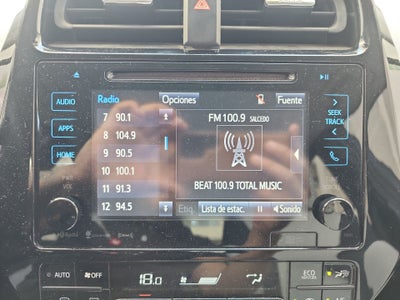 AUDIO
APPS
HOME
VOL
Radio
Opciones
Fuente
7 90.1
8 104.9
9 90.5
10 100.1
11 91.3
12 94.5
FM 100.9 SALCEDO
BEAT 100.9 TOTAL MUSIC
Etiq.
Lista de estac.
Sonido
SEEK
TRACK
AUTO
OFF
18.0
ECO